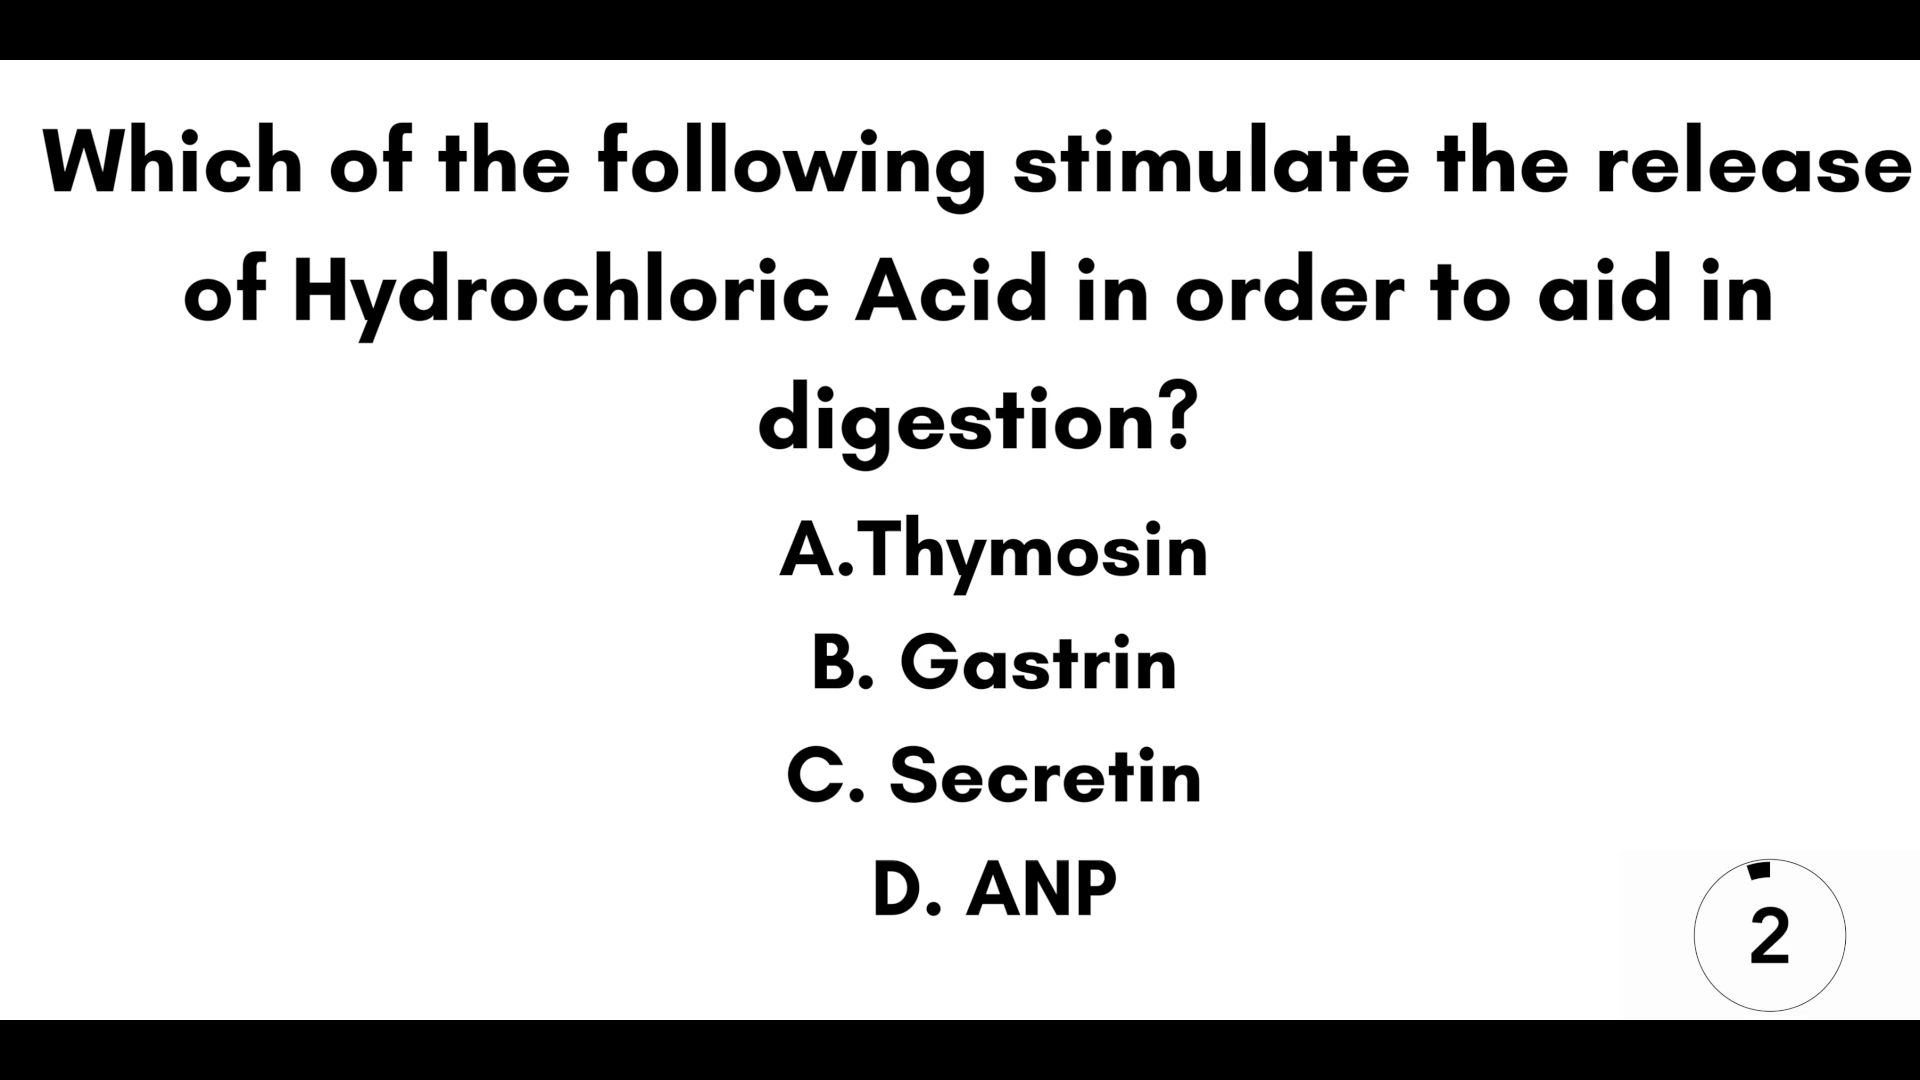 Which of the following stimulate the release
of Hydrochloric Acid in order to aid in
digestion?
A.Thymosin
B. Gastrin
C. Secretin
D. ANP
2